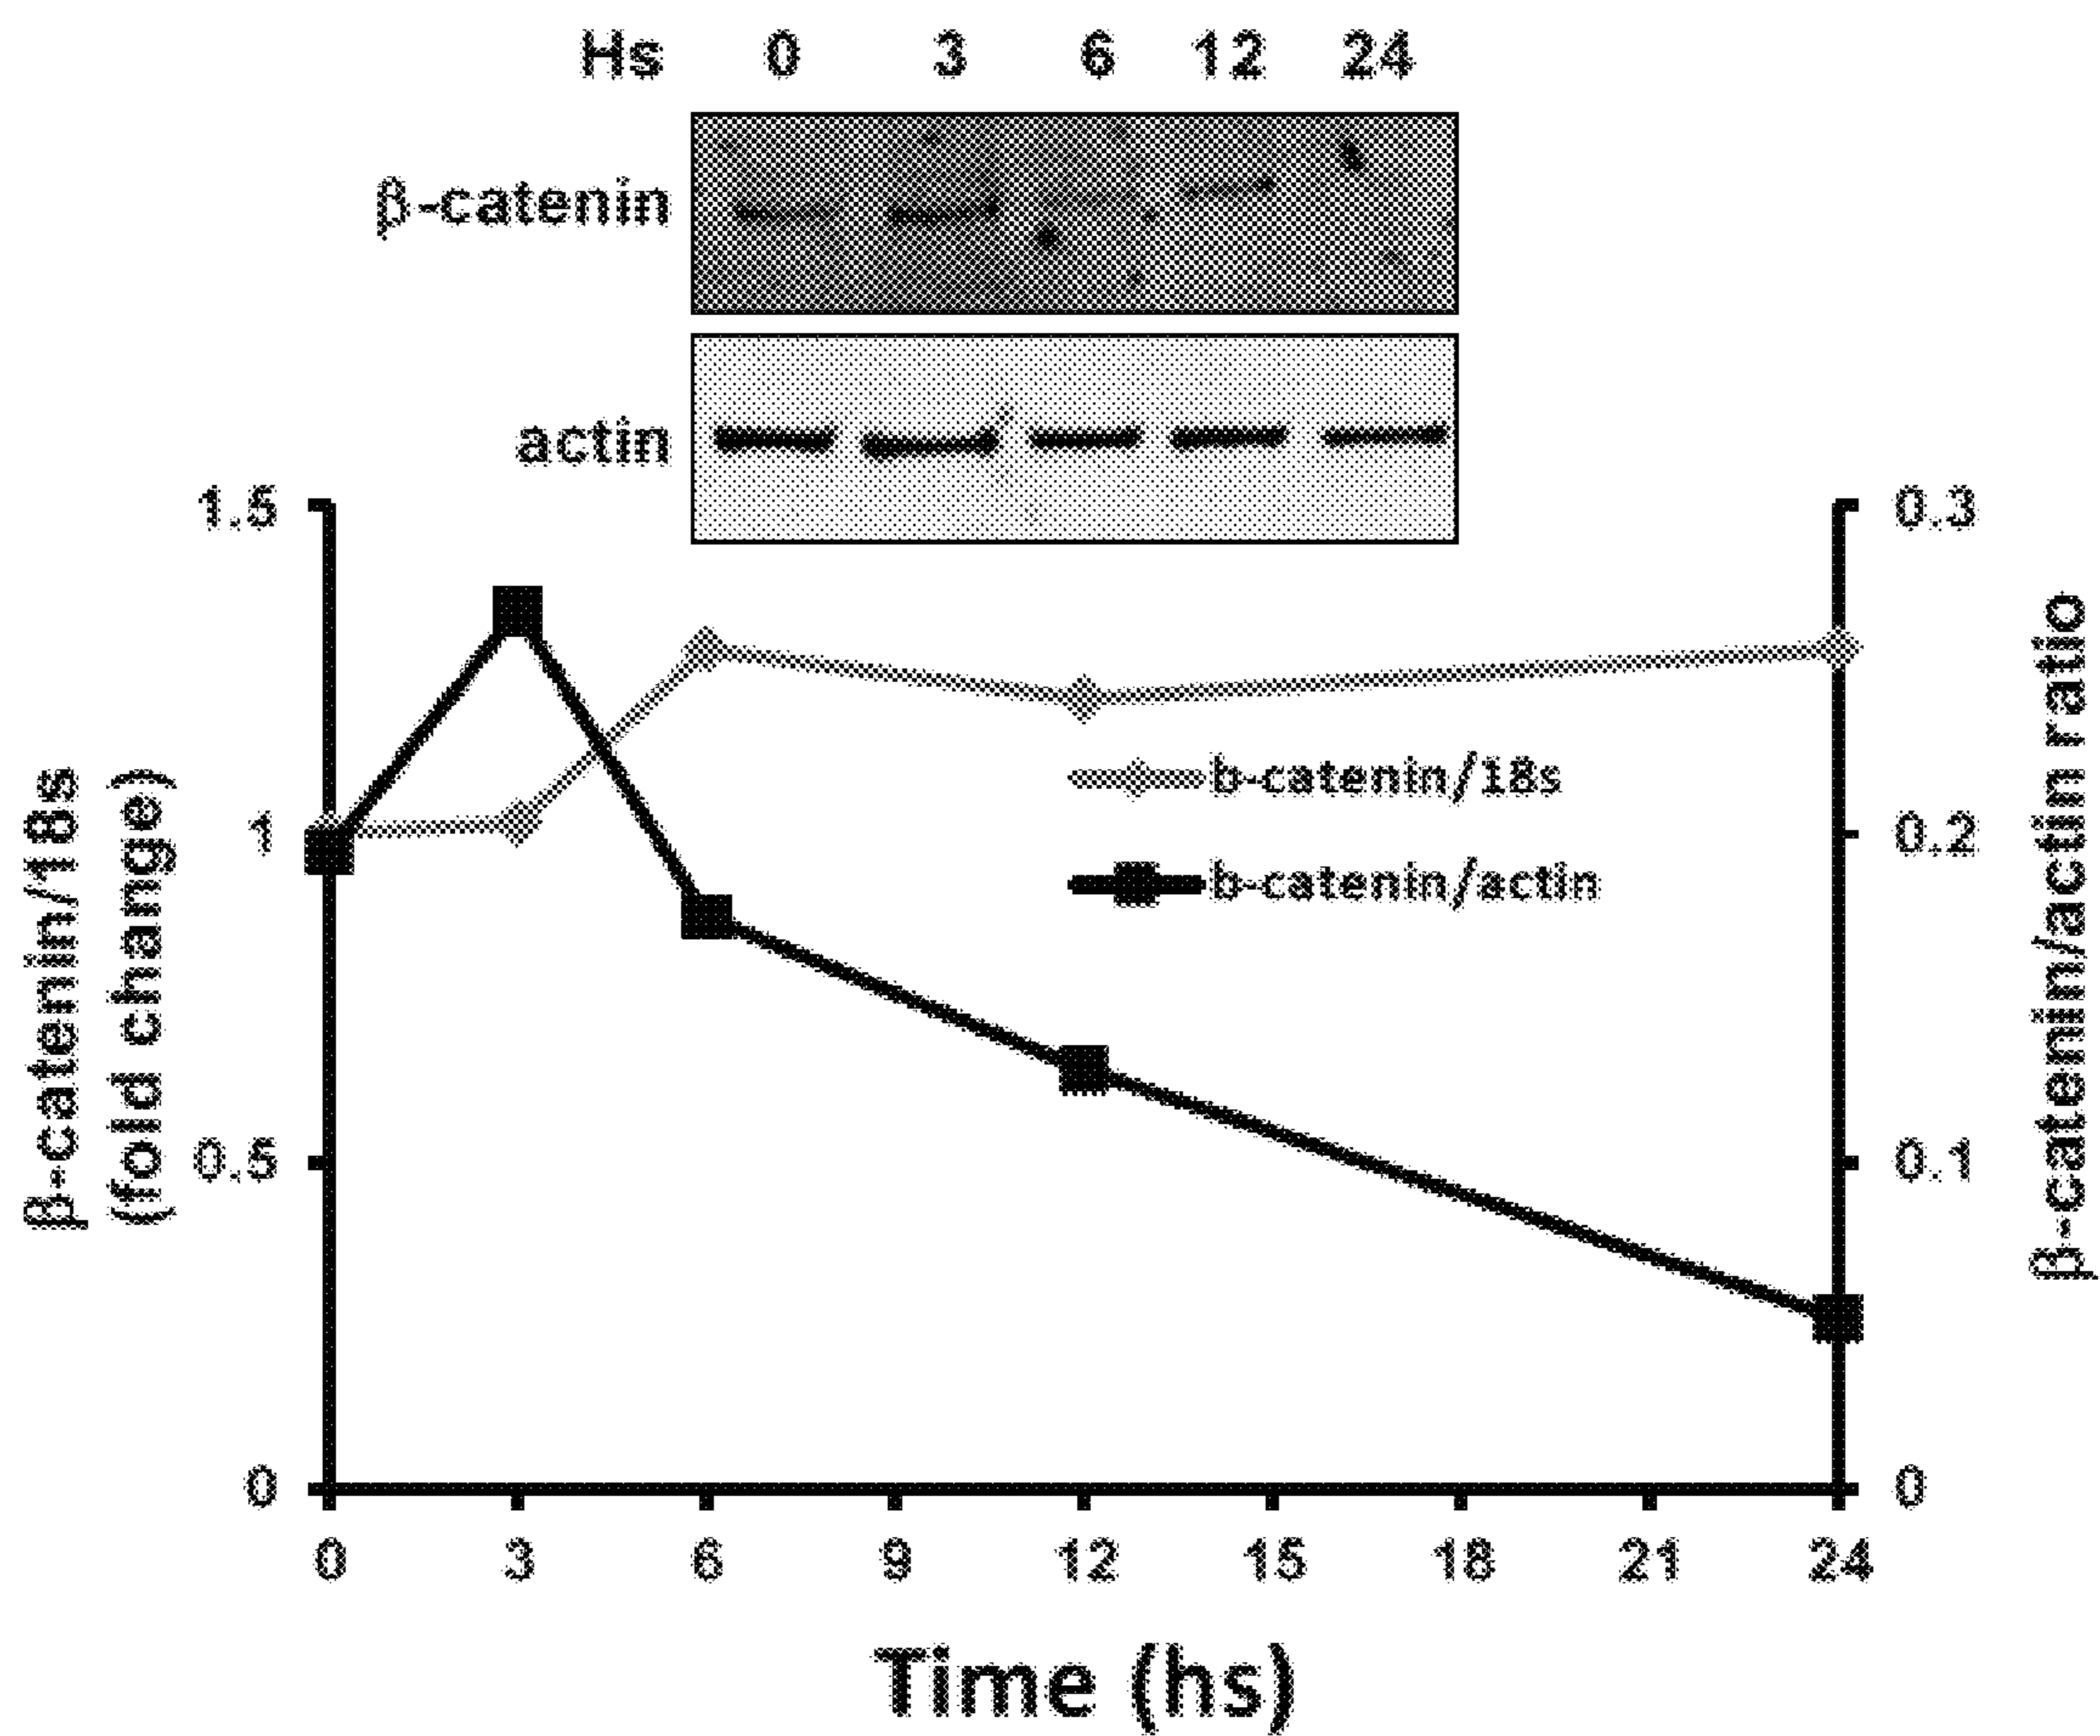 Hs 0 3 6 12 24
β-catenin
actin
1.5
1
0.5
0
0.3
0.2
0.1
0
β-catenin/18s
(fold change)
β-catenin/actin ratio
b-catenin/18s
b-catenin/actin
0 3 6 9 12 15 18 21 24
Time (hs)